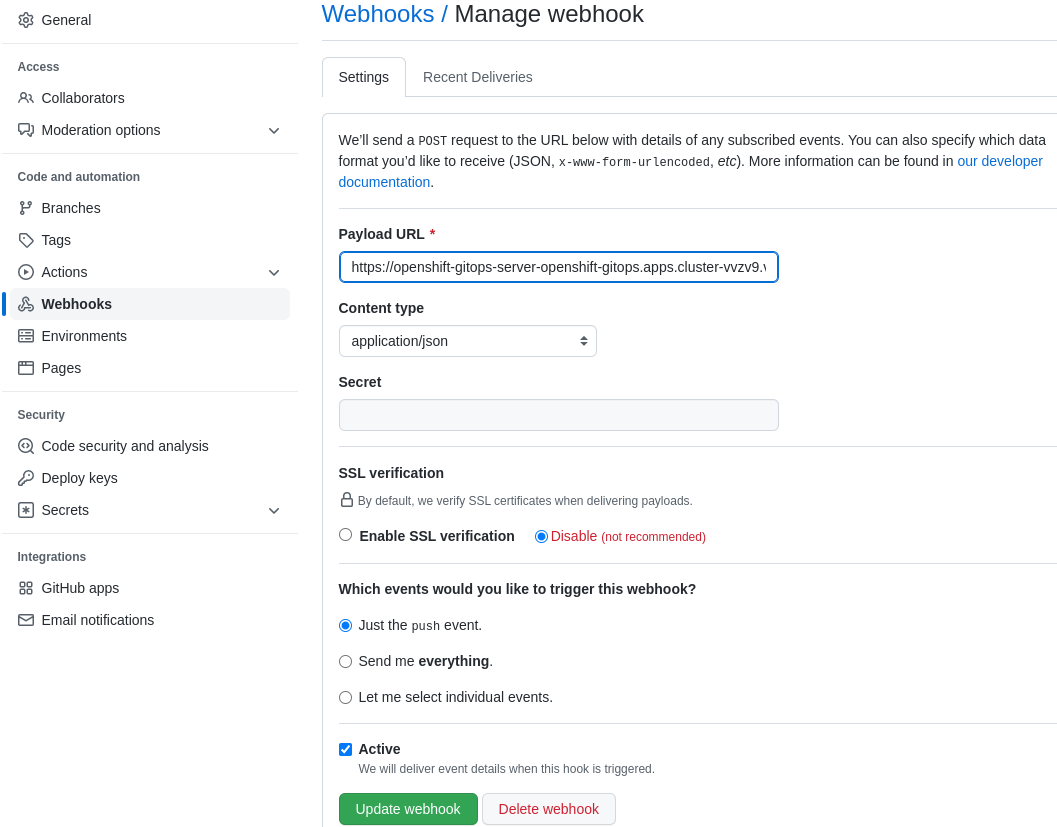 General
Access
Collaborators
Moderation options
Code and automation
Branches
Tags
Actions
Webhooks
Environments
Pages
Security
Code security and analysis
Deploy keys
Secrets
Integrations
GitHub apps
Email notifications
Webhooks / Manage webhook
Settings
Recent Deliveries
We’ll send a POST request to the URL below with details of any subscribed events. You can also specify which data
format you’d like to receive (JSON, x-www-form-urlencoded, etc). More information can be found in our developer
documentation.
Payload URL *
https://openshift-gitops-server-openshift-gitops.apps.cluster-vvzv9.v
Content type
application/json
Secret
SSL verification
By default, we verify SSL certificates when delivering payloads.
Enable SSL verification
Disable (not recommended)
Which events would you like to trigger this webhook?
Just the push event.
Send me everything.
Let me select individual events.
Active
We will deliver event details when this hook is triggered.
Update webhook
Delete webhook